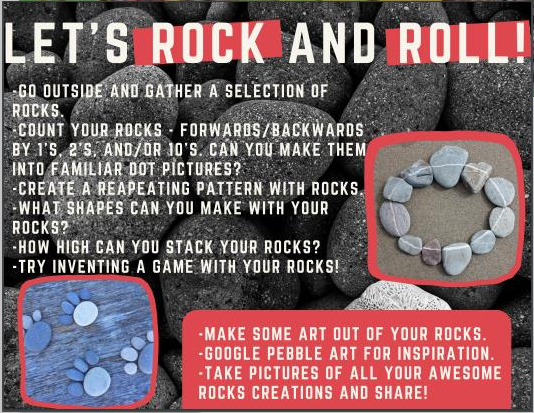 LET'S ROCK AND ROLL!
-GO OUTSIDE AND GATHER A SELECTION OF
ROCKS.
-COUNT YOUR ROCKS - FORWARDS/BACKWARDS
BY 1'S, 2'S, AND/OR 10'S. CAN YOU MAKE THEM
INTO FAMILIAR DOT PICTURES?
-CREATE A REAPEATING PATTERN WITH ROCKS.
-WHAT SHAPES CAN YOU MAKE WITH YOUR
ROCKS?
-HOW HIGH CAN YOU STACK YOUR ROCKS?
-TRY INVENTING A GAME WITH YOUR ROCKS!
-MAKE SOME ART OUT OF YOUR ROCKS.
-GOOGLE PEBBLE ART FOR INSPIRATION.
-TAKE PICTURES OF ALL YOUR AWESOME
ROCKS CREATIONS AND SHARE!